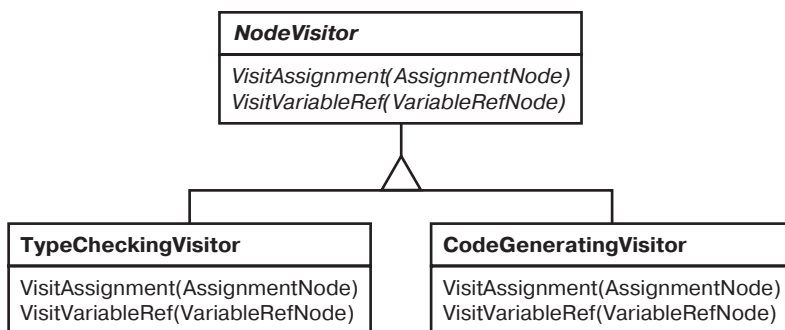 NodeVisitor
VisitAssignment(AssignmentNode)
VisitVariableRef(VariableRefNode)
TypeCheckingVisitor
VisitAssignment(AssignmentNode)
VisitVariableRef(VariableRefNode)
CodeGeneratingVisitor
VisitAssignment(AssignmentNode)
VisitVariableRef(VariableRefNode)